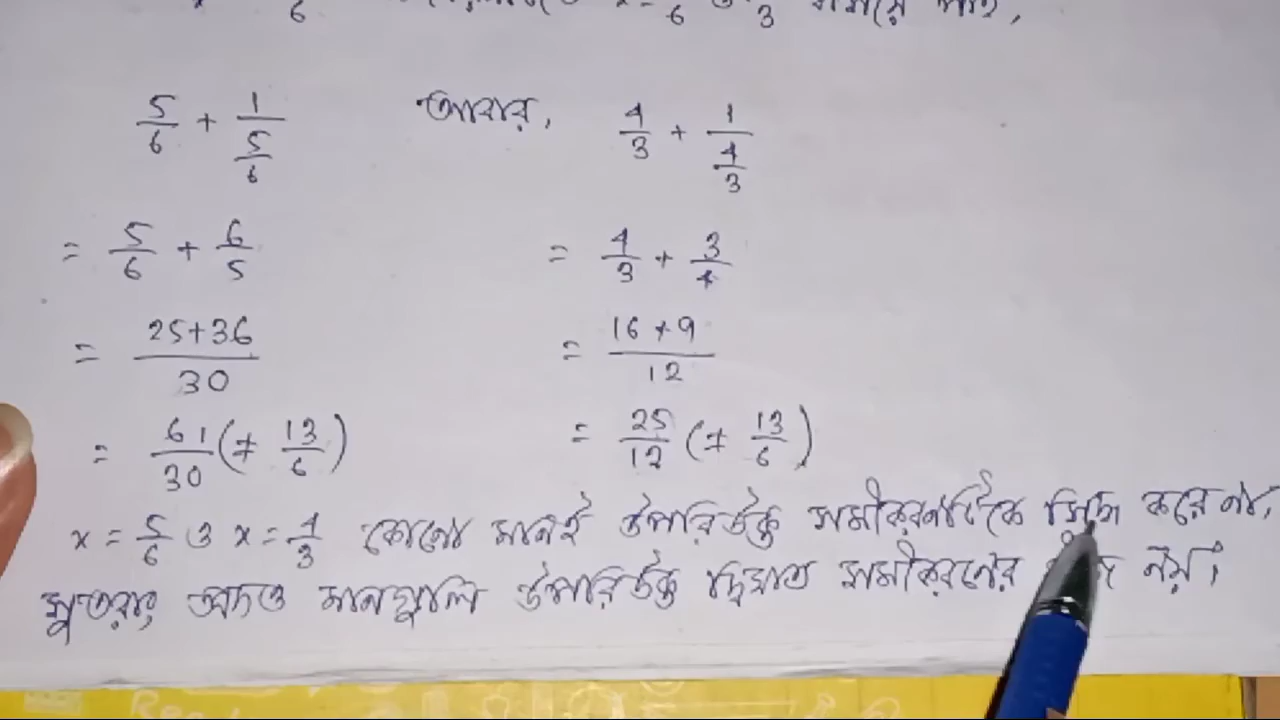 5/6 + 1/(5/6)
আবার, 4/3 + 1/(4/3)
= 5/6 + 6/5
= 4/3 + 3/4
= (25+36)/30
= (16+9)/12
= 61/30 (≠ 13/6)
= 25/12 (≠ 13/6)
x = 5/6 ও x = 4/3 কোনো মানই উপরিউক্ত সমীকরণটিকে সিদ্ধ করে না,
সুতরাং, প্রদত্ত মানগুলি উপরিউক্ত দ্বিঘাত সমীকরণের নয়।